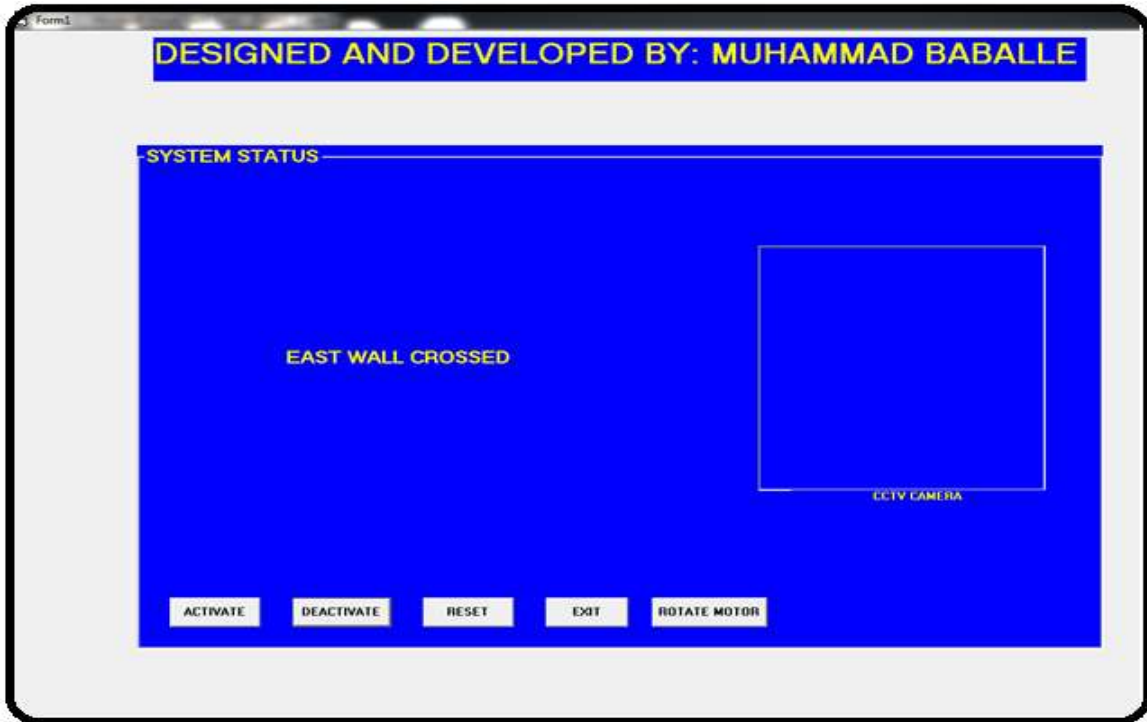 Form1
DESIGNED AND DEVELOPED BY: MUHAMMAD BABALLE
SYSTEM STATUS
EAST WALL CROSSED
CCTV CAMERA
ACTIVATE DEACTIVATE RESET EXIT ROTATE MOTOR